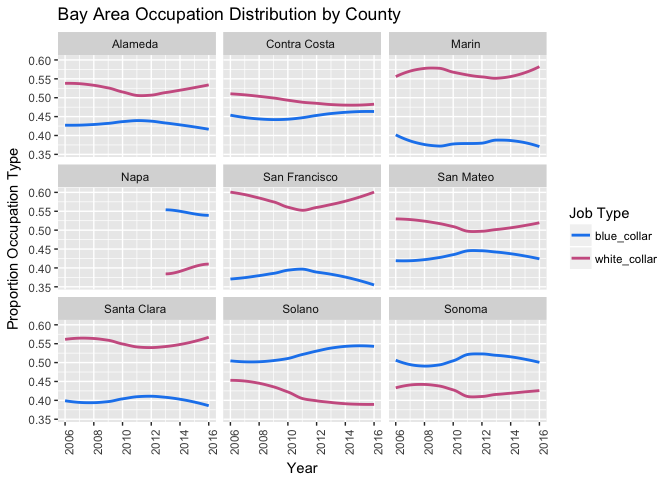 Bay Area Occupation Distribution by County
Alameda
Contra Costa
Marin
0.60
0.55
0.50
0.45
0.40
0.35
Napa
San Francisco
San Mateo
0.60
0.55
0.50
0.45
0.40
0.35
Santa Clara
Solano
Sonoma
0.60
0.55
0.50
0.45
0.40
0.35
2006 2008 2010 2012 2014 2016
2006 2008 2010 2012 2014 2016
2006 2008 2010 2012 2014 2016
Year
Proportion Occupation Type
Job Type
blue_collar
white_collar